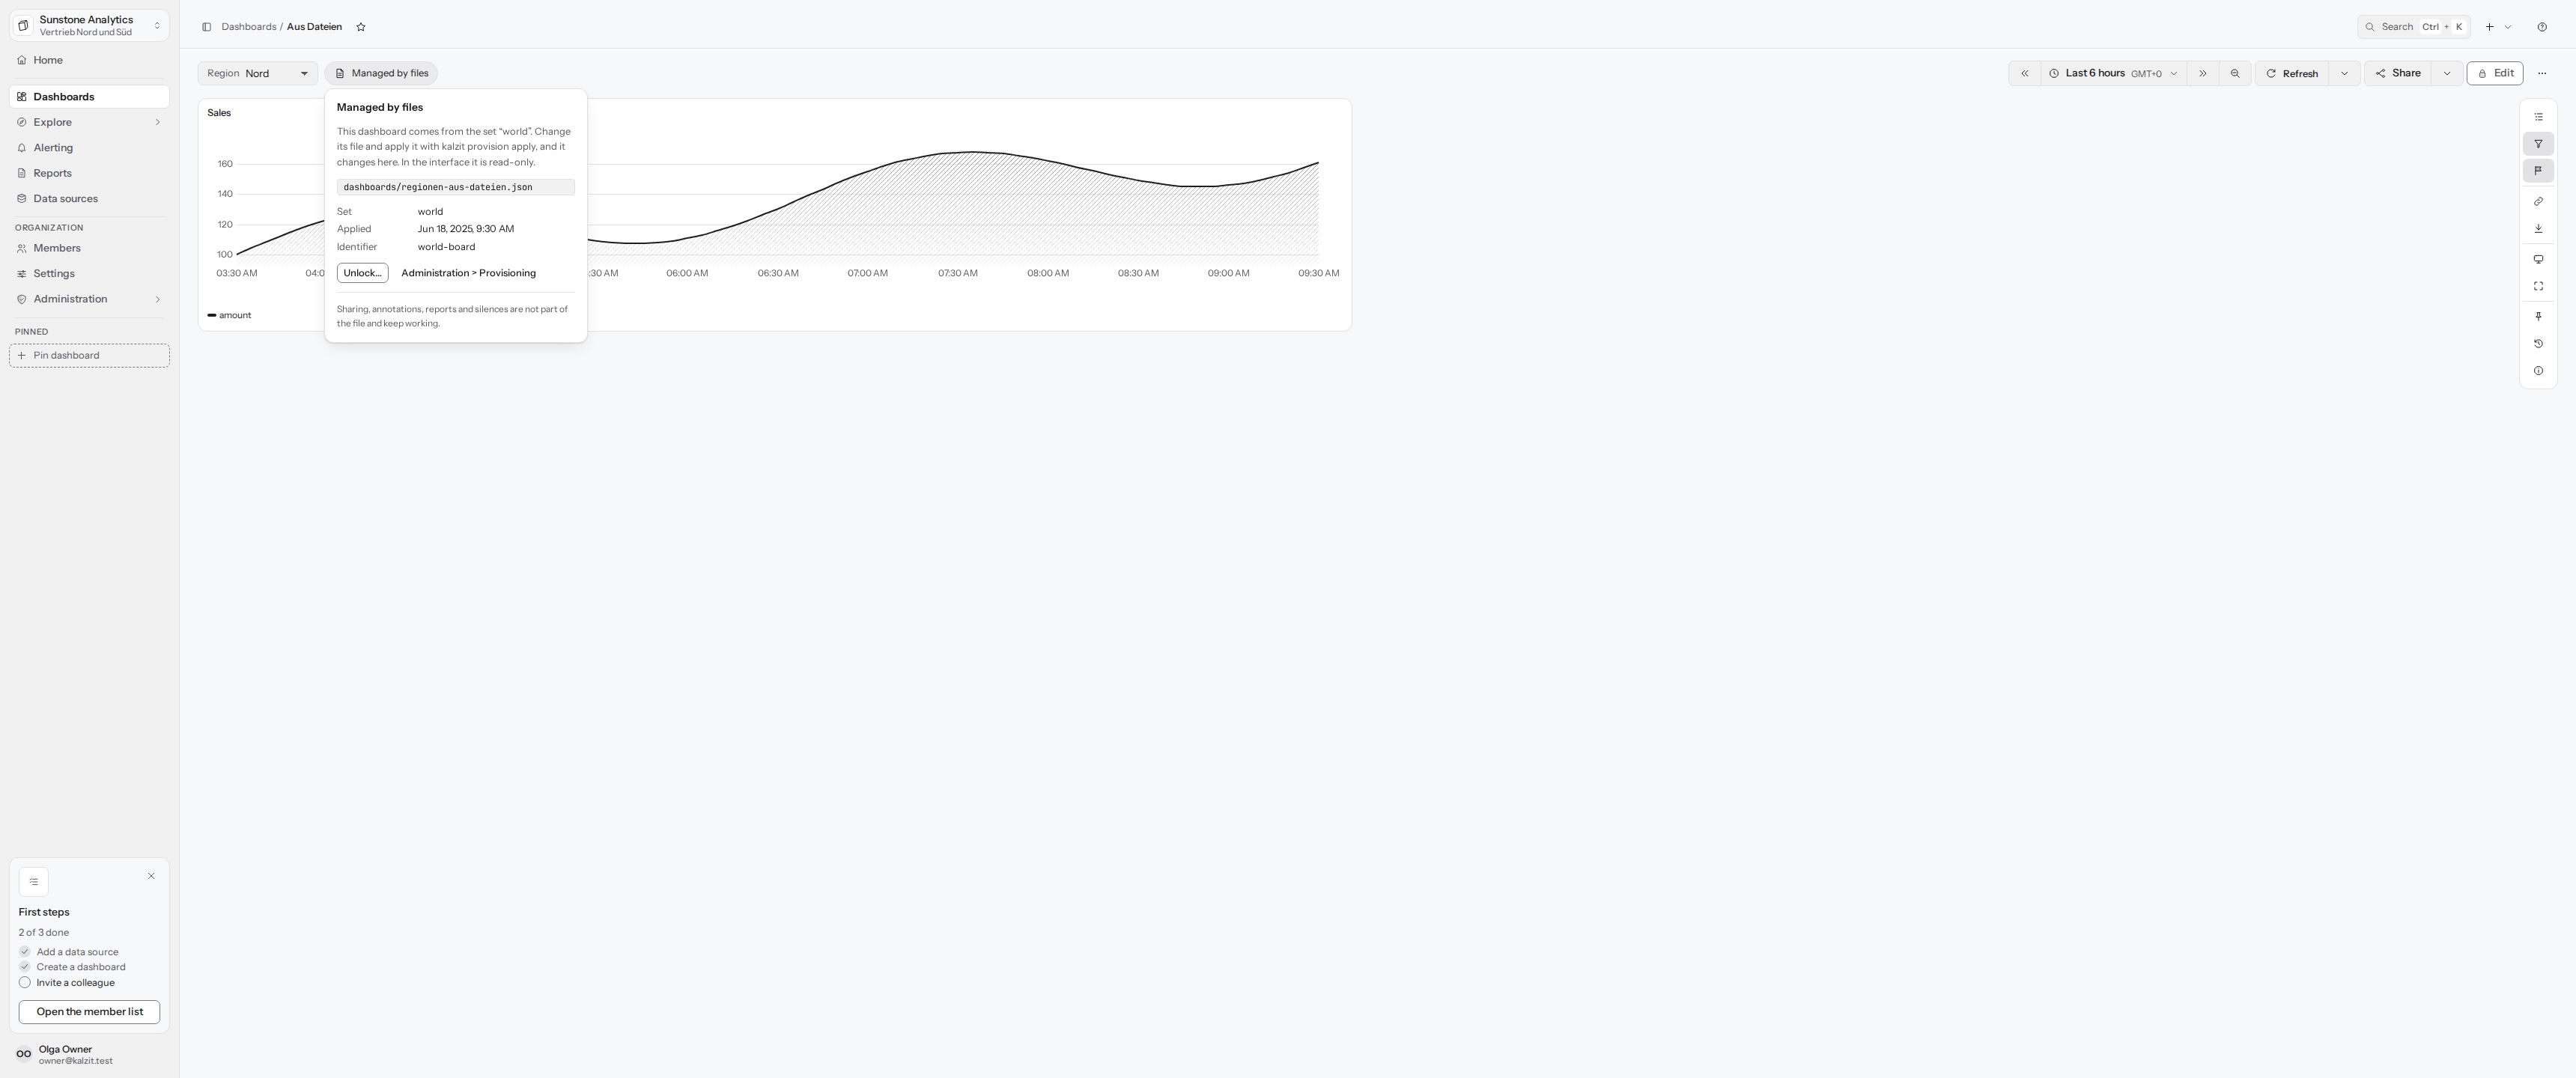 Sunstone Analytics
Vertrieb Nord und Süd
Home
Dashboards
Explore
Alerting
Reports
Data sources
ORGANIZATION
Members
Settings
Administration
PINNED
Pin dashboard
First steps
2 of 3 done
Add a data source
Create a dashboard
Invite a colleague
Open the member list
OO
Olga Owner
owner@kalzit.test
Dashboards / Aus Dateien
Search Ctrl + K
Region Nord
Managed by files
Last 6 hours GMT+0
Refresh
Share
Edit
Sales
160
140
120
100
03:30 AM 04:0 :30 AM 06:00 AM 06:30 AM 07:00 AM 07:30 AM 08:00 AM 08:30 AM 09:00 AM 09:30 AM
amount
Managed by files
This dashboard comes from the set “world”. Change
its file and apply it with kalzit provision apply, and it
changes here. In the interface it is read-only.
dashboards/regionen-aus-dateien.json
Set world
Applied Jun 18, 2025, 9:30 AM
Identifier world-board
Unlock... Administration > Provisioning
Sharing, annotations, reports and silences are not part of
the file and keep working.